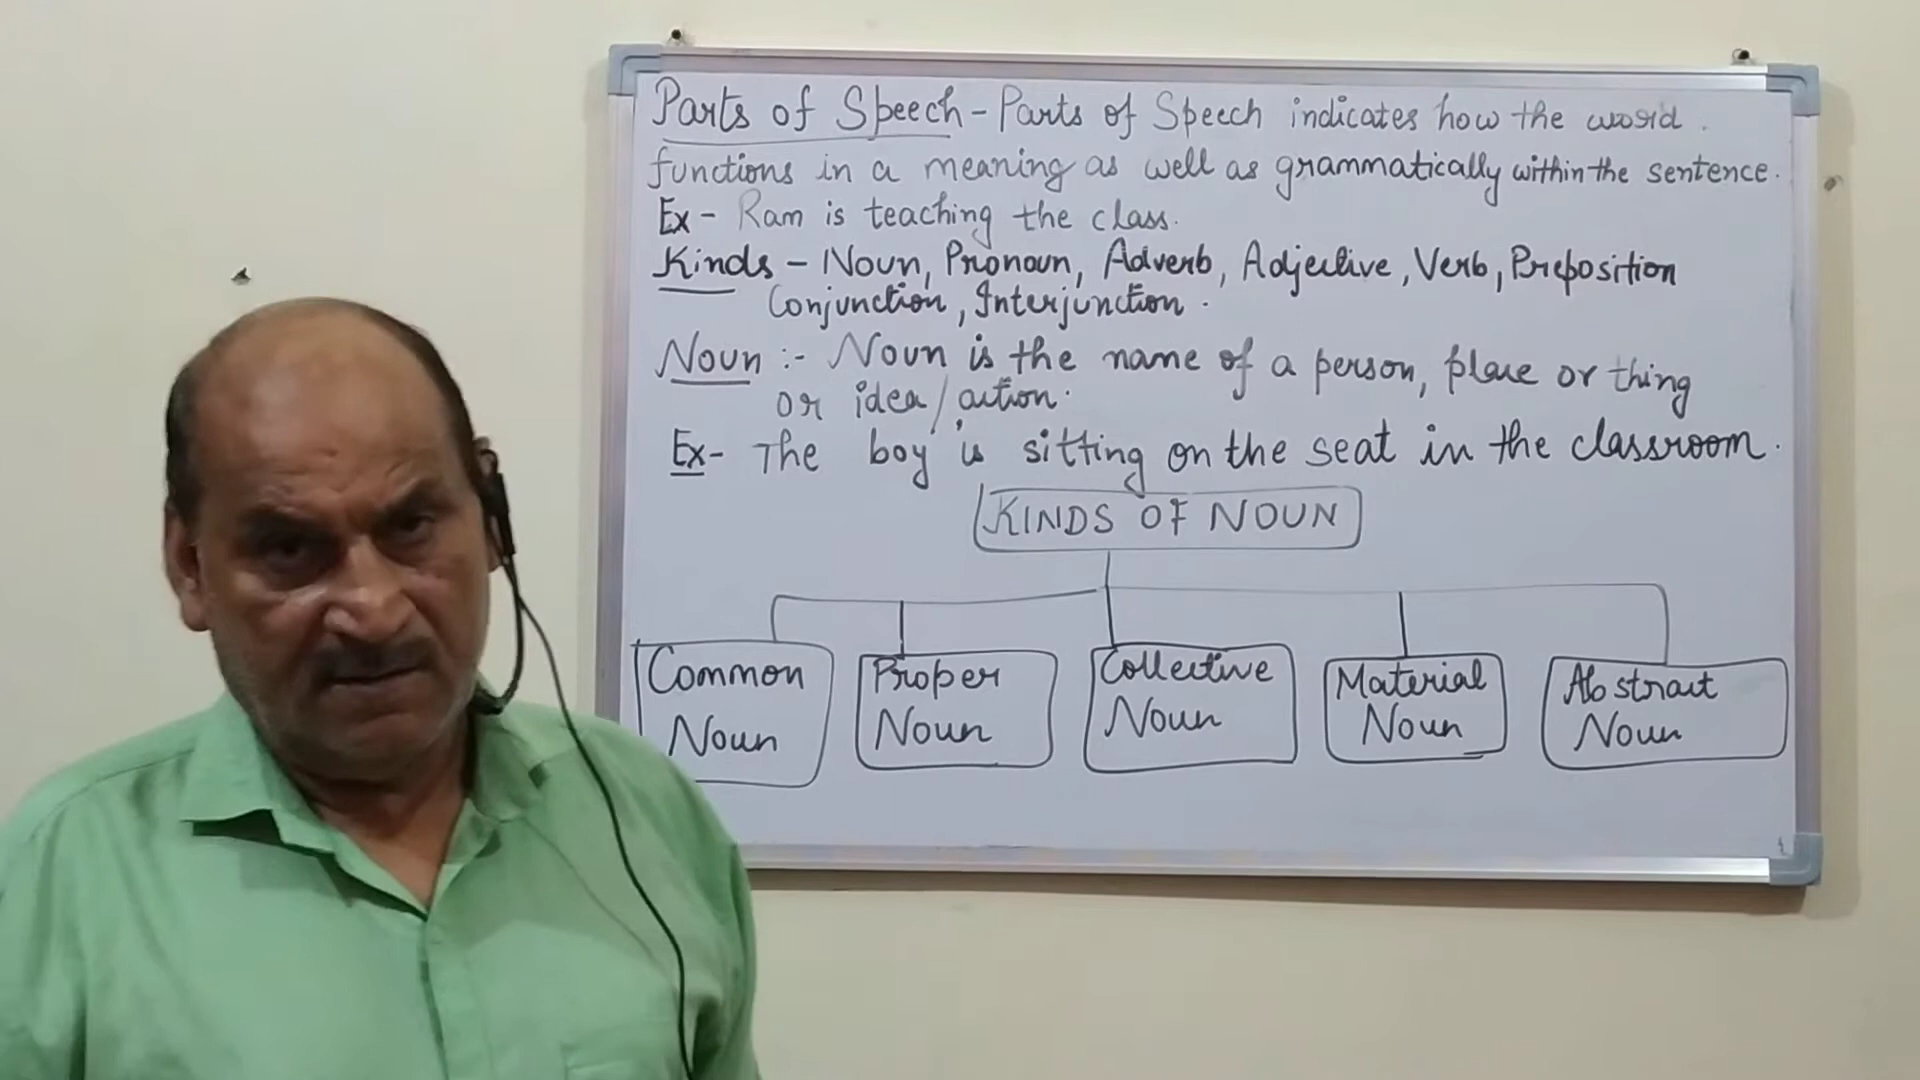 Parts of Speech - Parts of Speech indicates how the word.
functions in a meaning as well as grammatically within the sentence.
Ex - Ram is teaching the class.
Kinds - Noun, Pronoun, Adverb, Adjective, Verb, Preposition
Conjunction, Interjunction.
Noun :- Noun is the name of a person, place or thing
or idea/action.
Ex - The boy is sitting on the seat in the classroom.
KINDS OF NOUN
Common
Noun
Proper
Noun
Collective
Noun
Material
Noun
Abstract
Noun